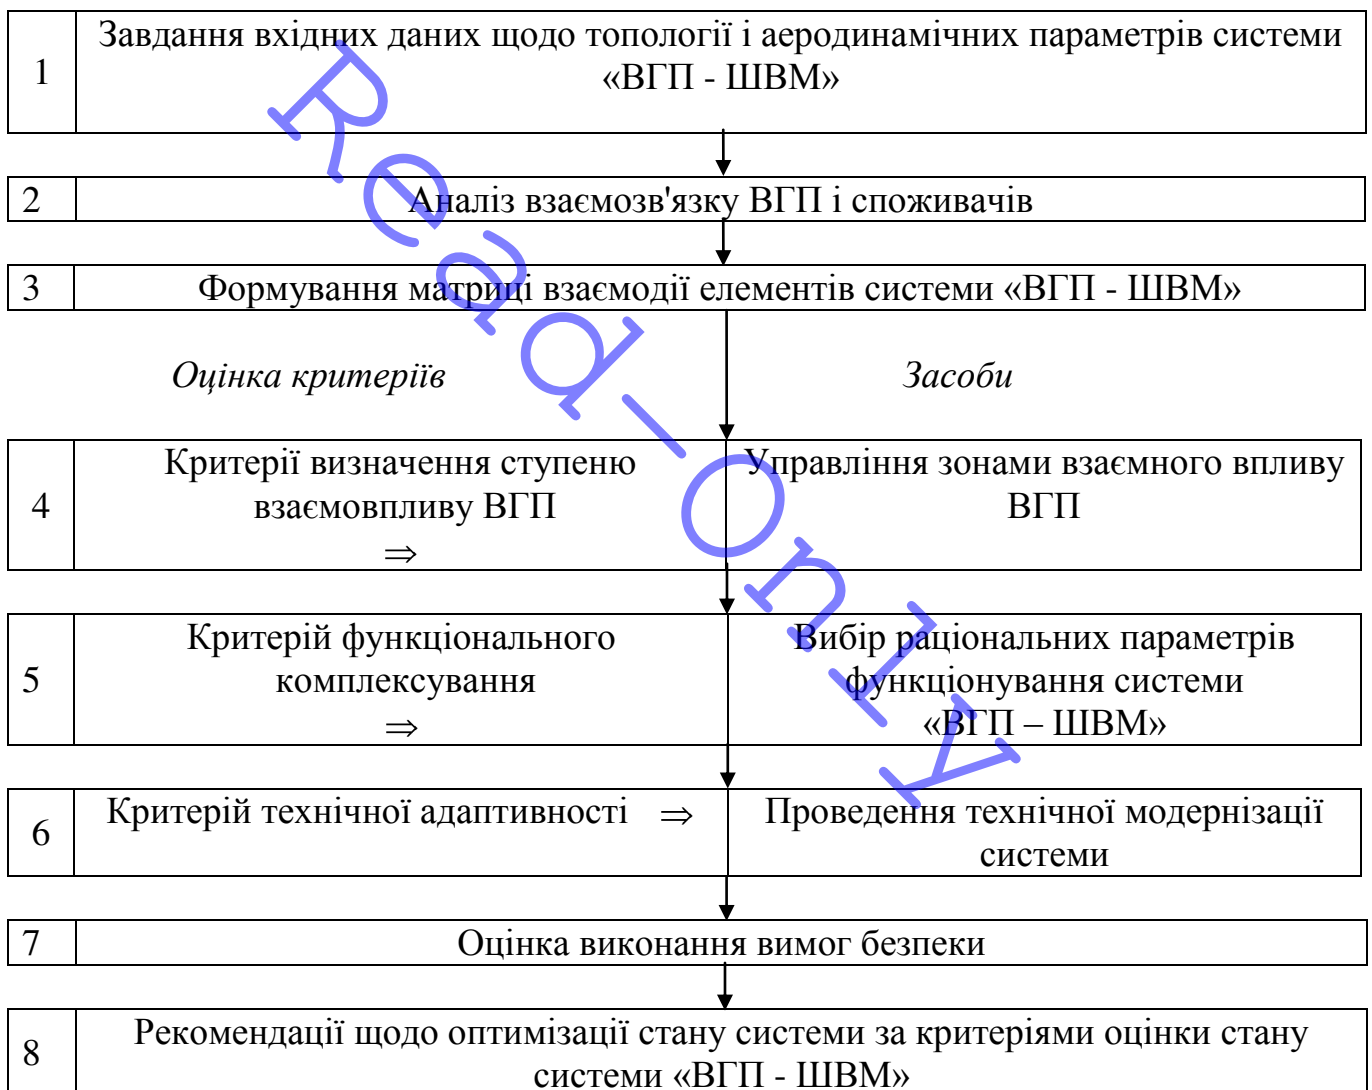 1
Завдання вхідних даних щодо топології і аеродинамічних параметрів системи
«ВГП - ШВМ»
2
Аналіз взаємозв'язку ВГП і споживачів
3
Формування матриці взаємодії елементів системи «ВГП - ШВМ»
Оцінка критеріїв
Засоби
4
Критерії визначення ступеню
взаємовпливу ВГП
⇒
Управління зонами взаємного впливу
ВГП
5
Критерій функціонального
комплексування
⇒
Вибір раціональних параметрів
функціонування системи
«ВГП – ШВМ»
6
Критерій технічної адаптивності ⇒
Проведення технічної модернізації
системи
7
Оцінка виконання вимог безпеки
8
Рекомендації щодо оптимізації стану системи за критеріями оцінки стану
системи «ВГП - ШВМ»
Read-Only